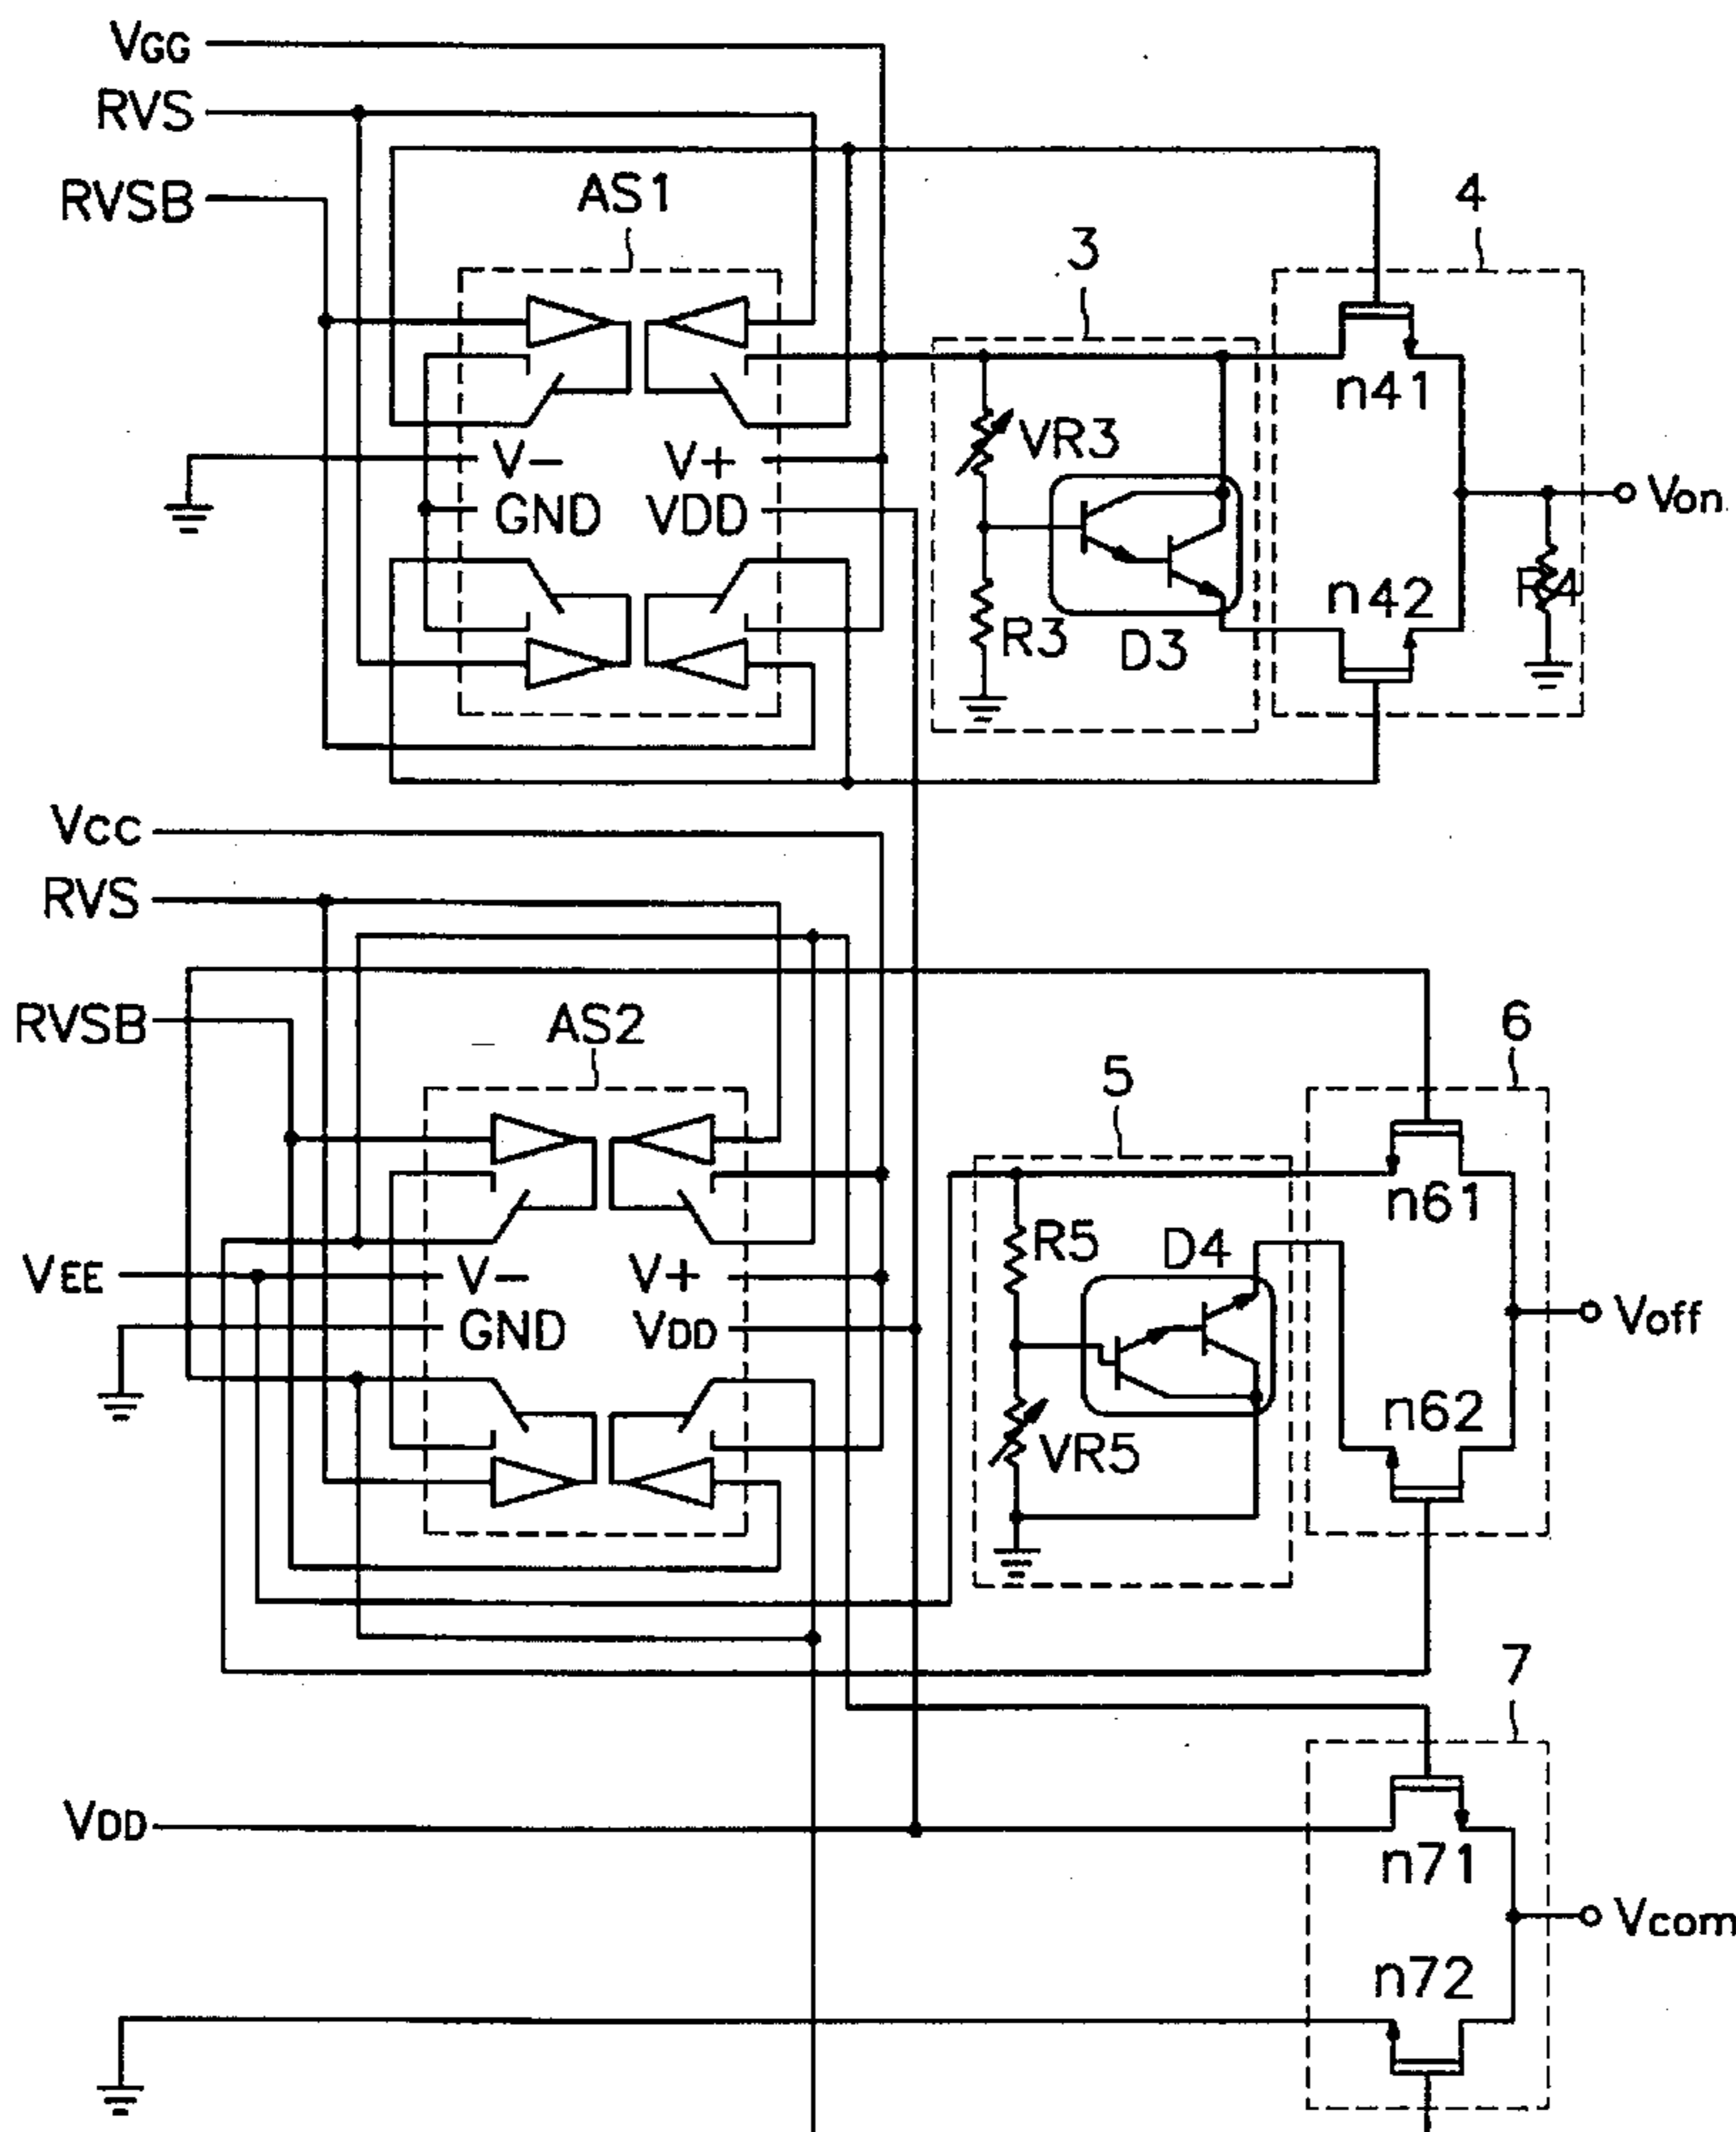 VGG
RVS
RVSB
AS1
3
4
n41
VR3
V-
V+
GND
VDD
Von
R4
n42
R3
D3
VCC
RVS
RVSB
AS2
5
6
n61
R5
D4
VEE
V-
V+
GND
VDD
Voff
n62
VR5
7
VDD
n71
Vcom
n72